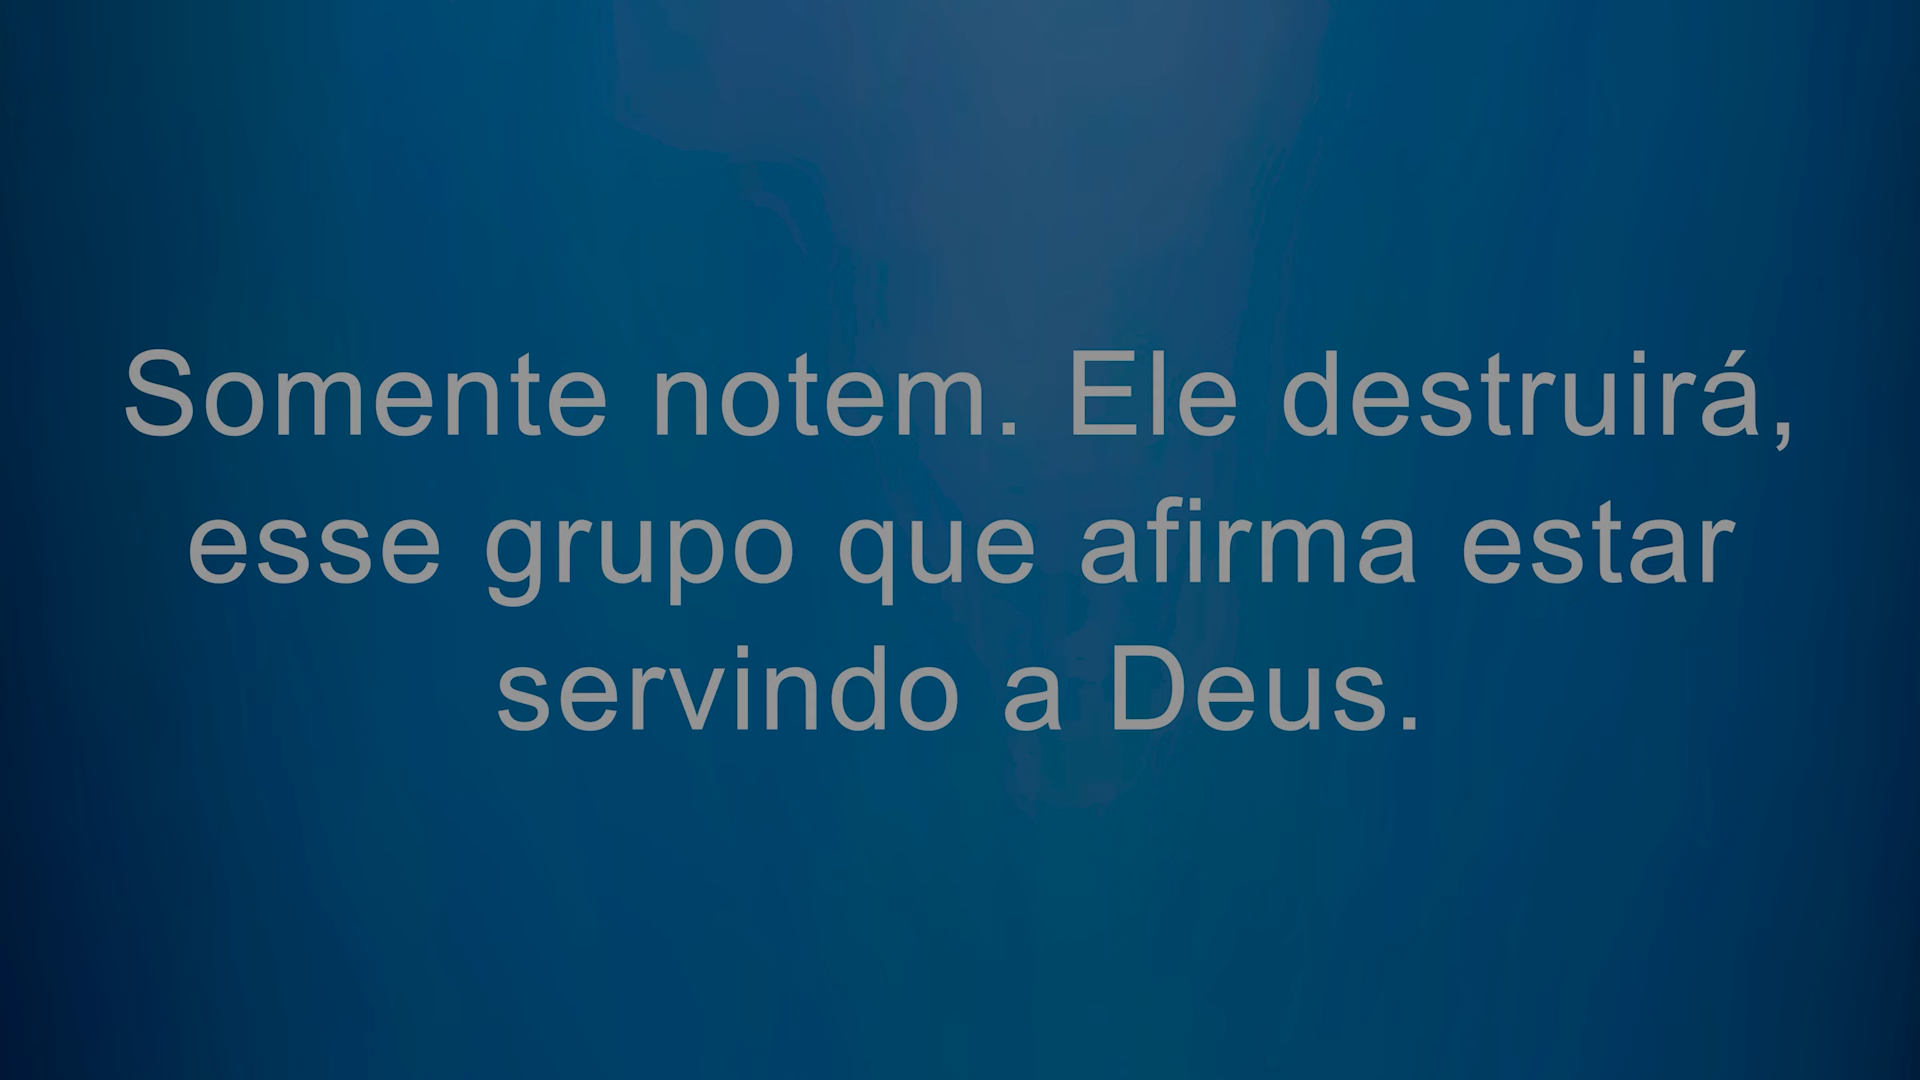 Somente notem. Ele destruirá,
esse grupo que afirma estar
servindo a Deus.